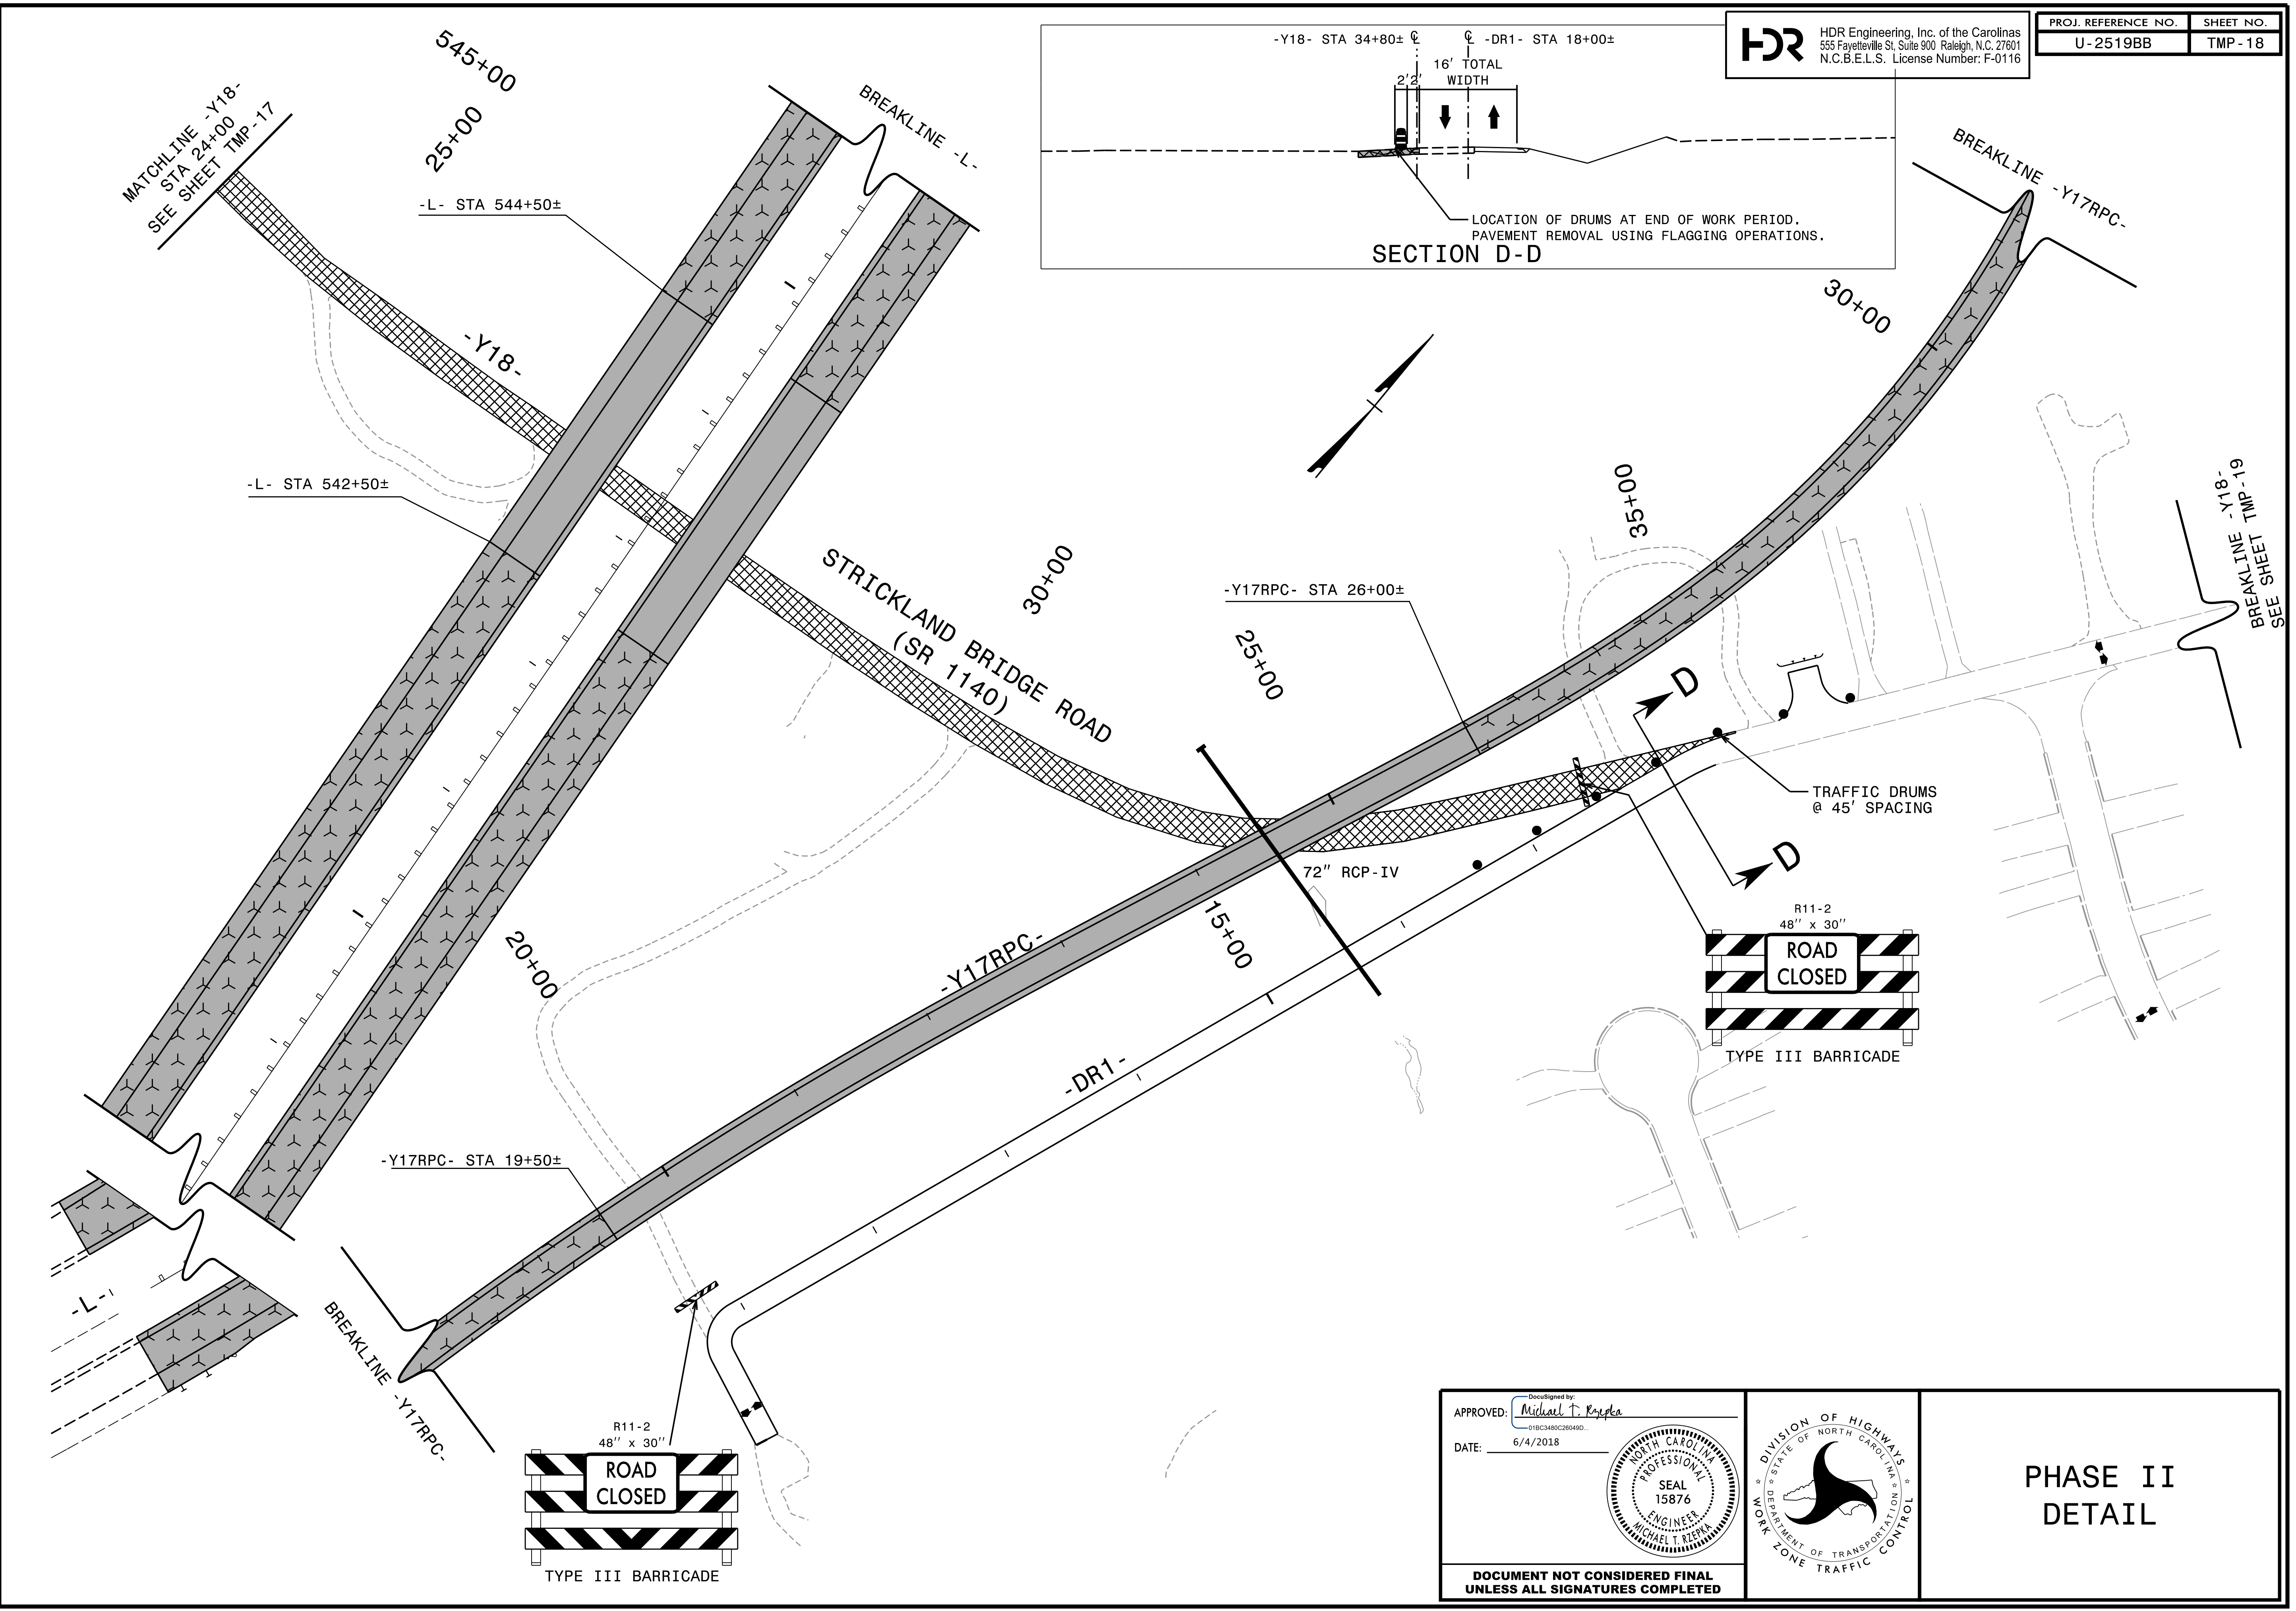 PROJ. REFERENCE NO.
SHEET NO.
U-2519BB
TMP-18
HDR
HDR Engineering, Inc. of the Carolinas
555 Fayetteville St, Suite 900 Raleigh, N.C. 27601
N.C.B.E.L.S. License Number: F-0116
-Y18- STA 34+80± ℄
℄ -DR1- STA 18+00±
16' TOTAL
WIDTH
2'2'
LOCATION OF DRUMS AT END OF WORK PERIOD.
PAVEMENT REMOVAL USING FLAGGING OPERATIONS.
SECTION D-D
MATCHLINE -Y18-
STA 24+00
SEE SHEET TMP-17
545+00
25+00
BREAKLINE -L-
-L- STA 544+50±
-Y18-
-L- STA 542+50±
STRICKLAND BRIDGE ROAD
(SR 1140)
30+00
BREAKLINE -Y17RPC-
30+00
35+00
BREAKLINE -Y18-
SEE SHEET TMP-19
-Y17RPC- STA 26+00±
25+00
D
D
TRAFFIC DRUMS
@ 45' SPACING
72" RCP-IV
15+00
-Y17RPC-
20+00
-DR1-
R11-2
48'' x 30''
ROAD
CLOSED
TYPE III BARRICADE
-Y17RPC- STA 19+50±
-L-
BREAKLINE -Y17RPC-
R11-2
48'' x 30''
ROAD
CLOSED
TYPE III BARRICADE
DocuSigned by:
APPROVED: Michael T. Rzepka
01BC3480C26049D...
DATE: 6/4/2018
NORTH CAROLINA
PROFESSIONAL
SEAL
15876
ENGINEER
MICHAEL T. RZEPKA
DOCUMENT NOT CONSIDERED FINAL
UNLESS ALL SIGNATURES COMPLETED
DIVISION OF HIGHWAYS
STATE OF NORTH CAROLINA
DEPARTMENT OF TRANSPORTATION
WORK ZONE TRAFFIC CONTROL
PHASE II
DETAIL